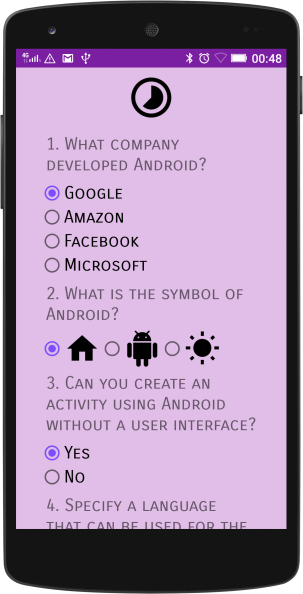 4G 00:48
1. What company
developed Android?
Google
Amazon
Facebook
Microsoft
2. What is the symbol of
Android?
3. Can you create an
activity using Android
without a user interface?
Yes
No
4. Specify a language
that can be used for the